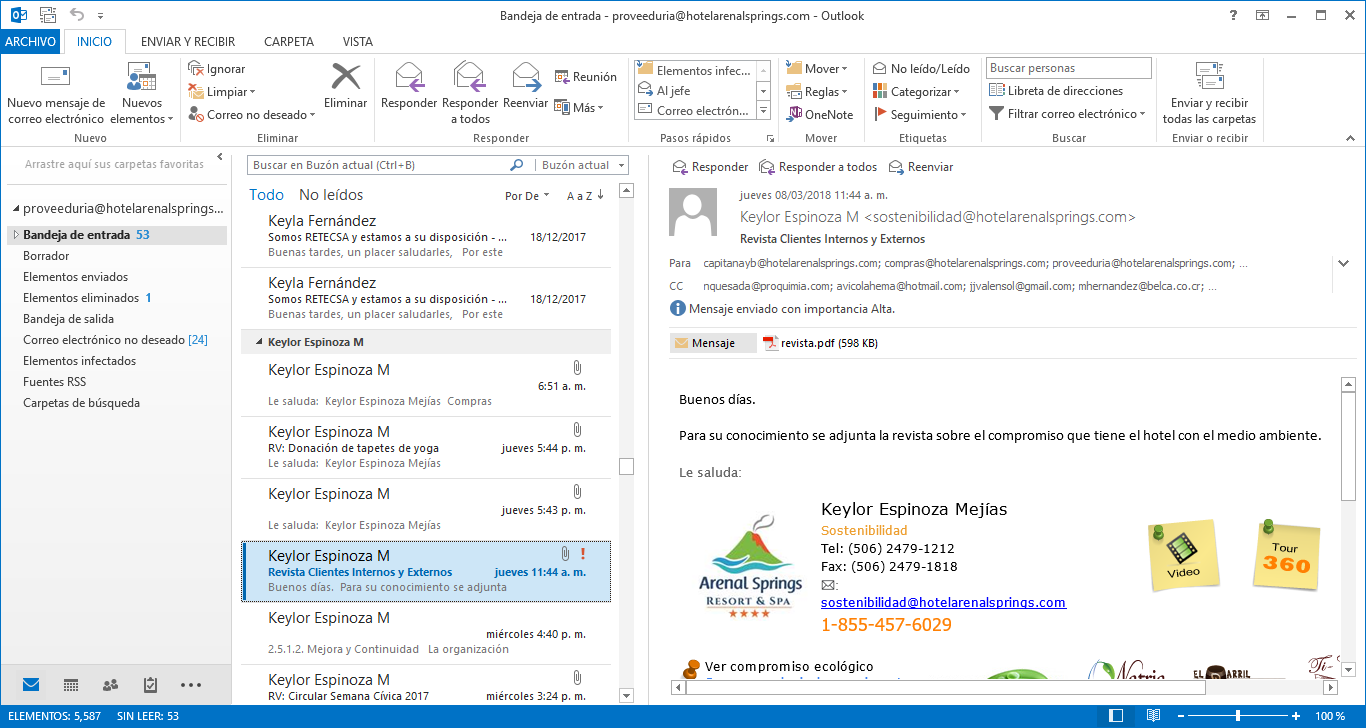 Bandeja de entrada - proveeduria@hotelarenalsprings.com - Outlook
ARCHIVO INICIO ENVIAR Y RECIBIR CARPETA VISTA
Nuevo mensaje de correo electrónico
Nuevos elementos
Nuevo
Ignorar
Limpiar
Correo no deseado
Eliminar
Eliminar
Responder
Responder a todos
Reenviar
Reunión
Más
Responder
Elementos infec...
Al jefe
Correo electrón...
Pasos rápidos
Mover
Reglas
OneNote
Mover
No leído/Leído
Categorizar
Seguimiento
Etiquetas
Buscar personas
Libreta de direcciones
Filtrar correo electrónico
Buscar
Enviar y recibir todas las carpetas
Enviar o recibir
Arrastre aquí sus carpetas favoritas
proveeduria@hotelarenalsprings...
Bandeja de entrada 53
Borrador
Elementos enviados
Elementos eliminados 1
Bandeja de salida
Correo electrónico no deseado [24]
Elementos infectados
Fuentes RSS
Carpetas de búsqueda
Buscar en Buzón actual (Ctrl+B) Buzón actual
Todo No leídos Por De A a Z
Keyla Fernández
Somos RETECSA y estamos a su disposición - ... 18/12/2017
Buenas tardes, un placer saludarles, Por este
Keyla Fernández
Somos RETECSA y estamos a su disposición - ... 18/12/2017
Buenas tardes, un placer saludarles, Por este
Keylor Espinoza M
Keylor Espinoza M
6:51 a. m.
Le saluda: Keylor Espinoza Mejías Compras
Keylor Espinoza M
RV: Donación de tapetes de yoga jueves 5:44 p. m.
Le saluda: Keylor Espinoza Mejías
Keylor Espinoza M
jueves 5:43 p. m.
Le saluda: Keylor Espinoza Mejías
Keylor Espinoza M
Revista Clientes Internos y Externos jueves 11:44 a. m.
Buenos días. Para su conocimiento se adjunta
Keylor Espinoza M
miércoles 4:40 p. m.
2.5.1.2. Mejora y Continuidad La organización
Keylor Espinoza M
RV: Circular Semana Cívica 2017 miércoles 3:24 p. m.
Responder Responder a todos Reenviar
jueves 08/03/2018 11:44 a. m.
Keylor Espinoza M <sostenibilidad@hotelarenalsprings.com>
Revista Clientes Internos y Externos
Para capitanayb@hotelarenalsprings.com; compras@hotelarenalsprings.com; proveeduria@hotelarenalsprings.com; ...
CC nquesada@proquimia.com; avicolahema@hotmail.com; jjvalensol@gmail.com; mhernandez@belca.co.cr; ...
Mensaje enviado con importancia Alta.
Mensaje revista.pdf (598 KB)
Buenos días.
Para su conocimiento se adjunta la revista sobre el compromiso que tiene el hotel con el medio ambiente.
Le saluda:
Arenal Springs
RESORT & SPA
Keylor Espinoza Mejías
Sostenibilidad
Tel: (506) 2479-1212
Fax: (506) 2479-1818
:
sostenibilidad@hotelarenalsprings.com
1-855-457-6029
Video
Tour
360
Ver compromiso ecológico
ELEMENTOS: 5,587 SIN LEER: 53 100 %